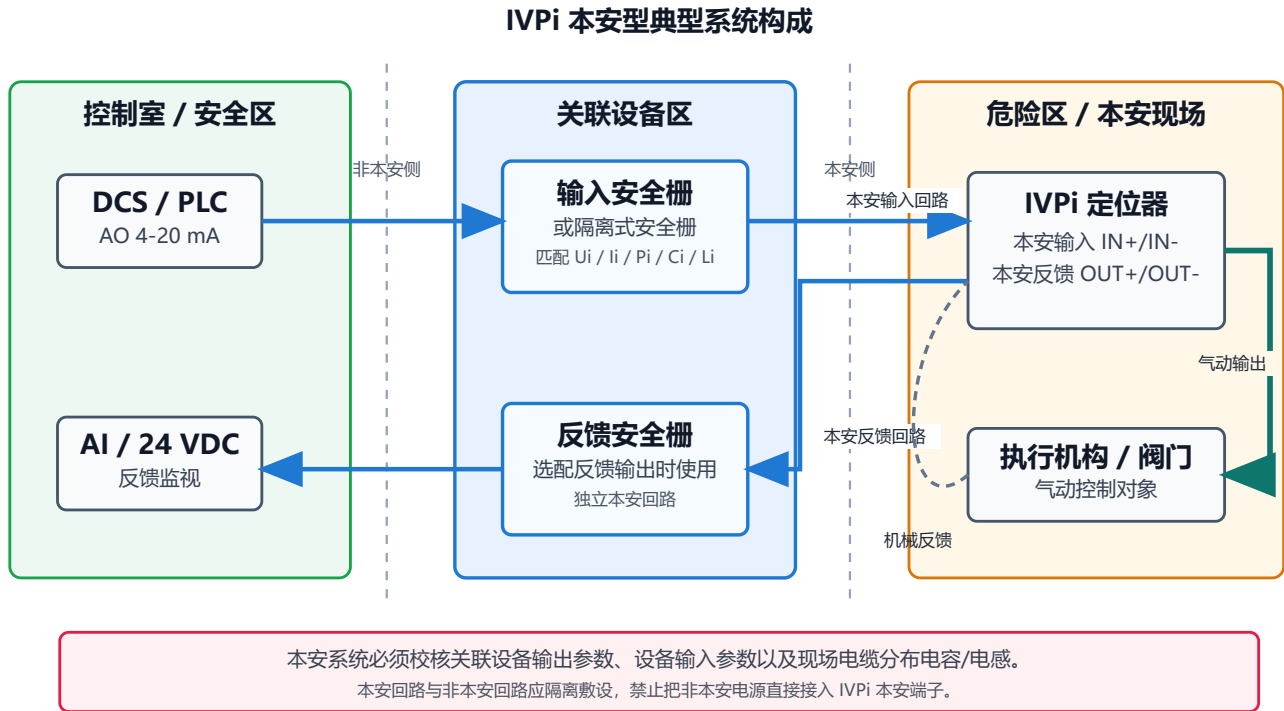 IVPi 本安型典型系统构成
控制室 / 安全区
DCS / PLC
AO 4-20 mA
AI / 24 VDC
反馈监视
非本安侧
关联设备区
输入安全栅
或隔离式安全栅
匹配 Ui / Ii / Pi / Ci / Li
反馈安全栅
选配反馈输出时使用
独立本安回路
本安侧
本安输入回路
本安反馈回路
危险区 / 本安现场
IVPi 定位器
本安输入 IN+/IN-
本安反馈 OUT+/OUT-
气动输出
执行机构 / 阀门
气动控制对象
机械反馈
本安系统必须校核关联设备输出参数、设备输入参数以及现场电缆分布电容/电感。
本安回路与非本安回路应隔离敷设，禁止把非本安电源直接接入 IVPi 本安端子。